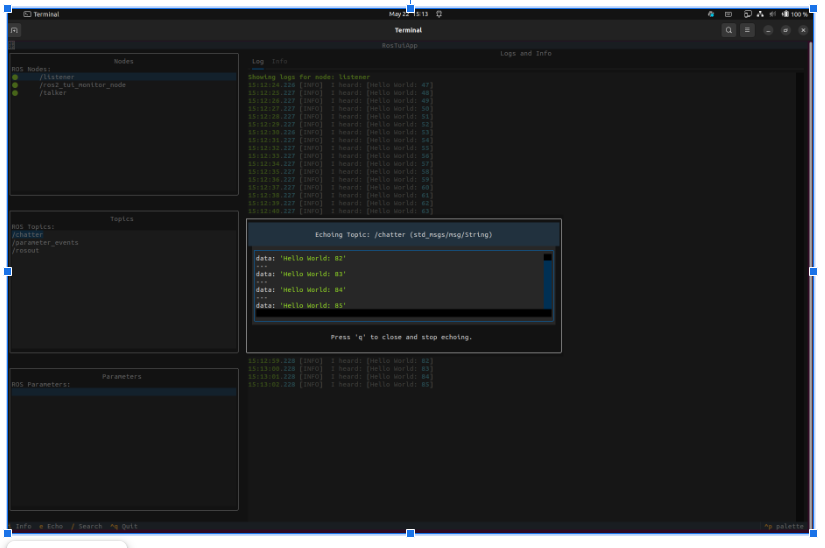 Terminal
May 22 15:13
100 %
Terminal
RosTuiApp
Nodes
ROS Nodes:
/listener
/ros2_tui_monitor_node
/talker
Topics
ROS Topics:
/chatter
/parameter_events
/rosout
Parameters
ROS Parameters:
Logs and Info
Log Info
Showing logs for node: listener
15:12:24.228 [INFO] I heard: [Hello World: 47]
15:12:25.227 [INFO] I heard: [Hello World: 48]
15:12:26.227 [INFO] I heard: [Hello World: 49]
15:12:27.227 [INFO] I heard: [Hello World: 50]
15:12:28.227 [INFO] I heard: [Hello World: 51]
15:12:29.227 [INFO] I heard: [Hello World: 52]
15:12:30.226 [INFO] I heard: [Hello World: 53]
15:12:31.227 [INFO] I heard: [Hello World: 54]
15:12:32.227 [INFO] I heard: [Hello World: 55]
15:12:33.227 [INFO] I heard: [Hello World: 56]
15:12:34.227 [INFO] I heard: [Hello World: 57]
15:12:35.228 [INFO] I heard: [Hello World: 58]
15:12:36.227 [INFO] I heard: [Hello World: 59]
15:12:37.227 [INFO] I heard: [Hello World: 60]
15:12:38.227 [INFO] I heard: [Hello World: 61]
15:12:39.227 [INFO] I heard: [Hello World: 62]
15:12:40.227 [INFO] I heard: [Hello World: 63]
Echoing Topic: /chatter (std_msgs/msg/String)
data: 'Hello World: 82'
---
data: 'Hello World: 83'
---
data: 'Hello World: 84'
---
data: 'Hello World: 85'
Press 'q' to close and stop echoing.
15:12:59.228 [INFO] I heard: [Hello World: 82]
15:13:00.228 [INFO] I heard: [Hello World: 83]
15:13:01.228 [INFO] I heard: [Hello World: 84]
15:13:02.228 [INFO] I heard: [Hello World: 85]
Info e Echo / Search ^q Quit
^p palette